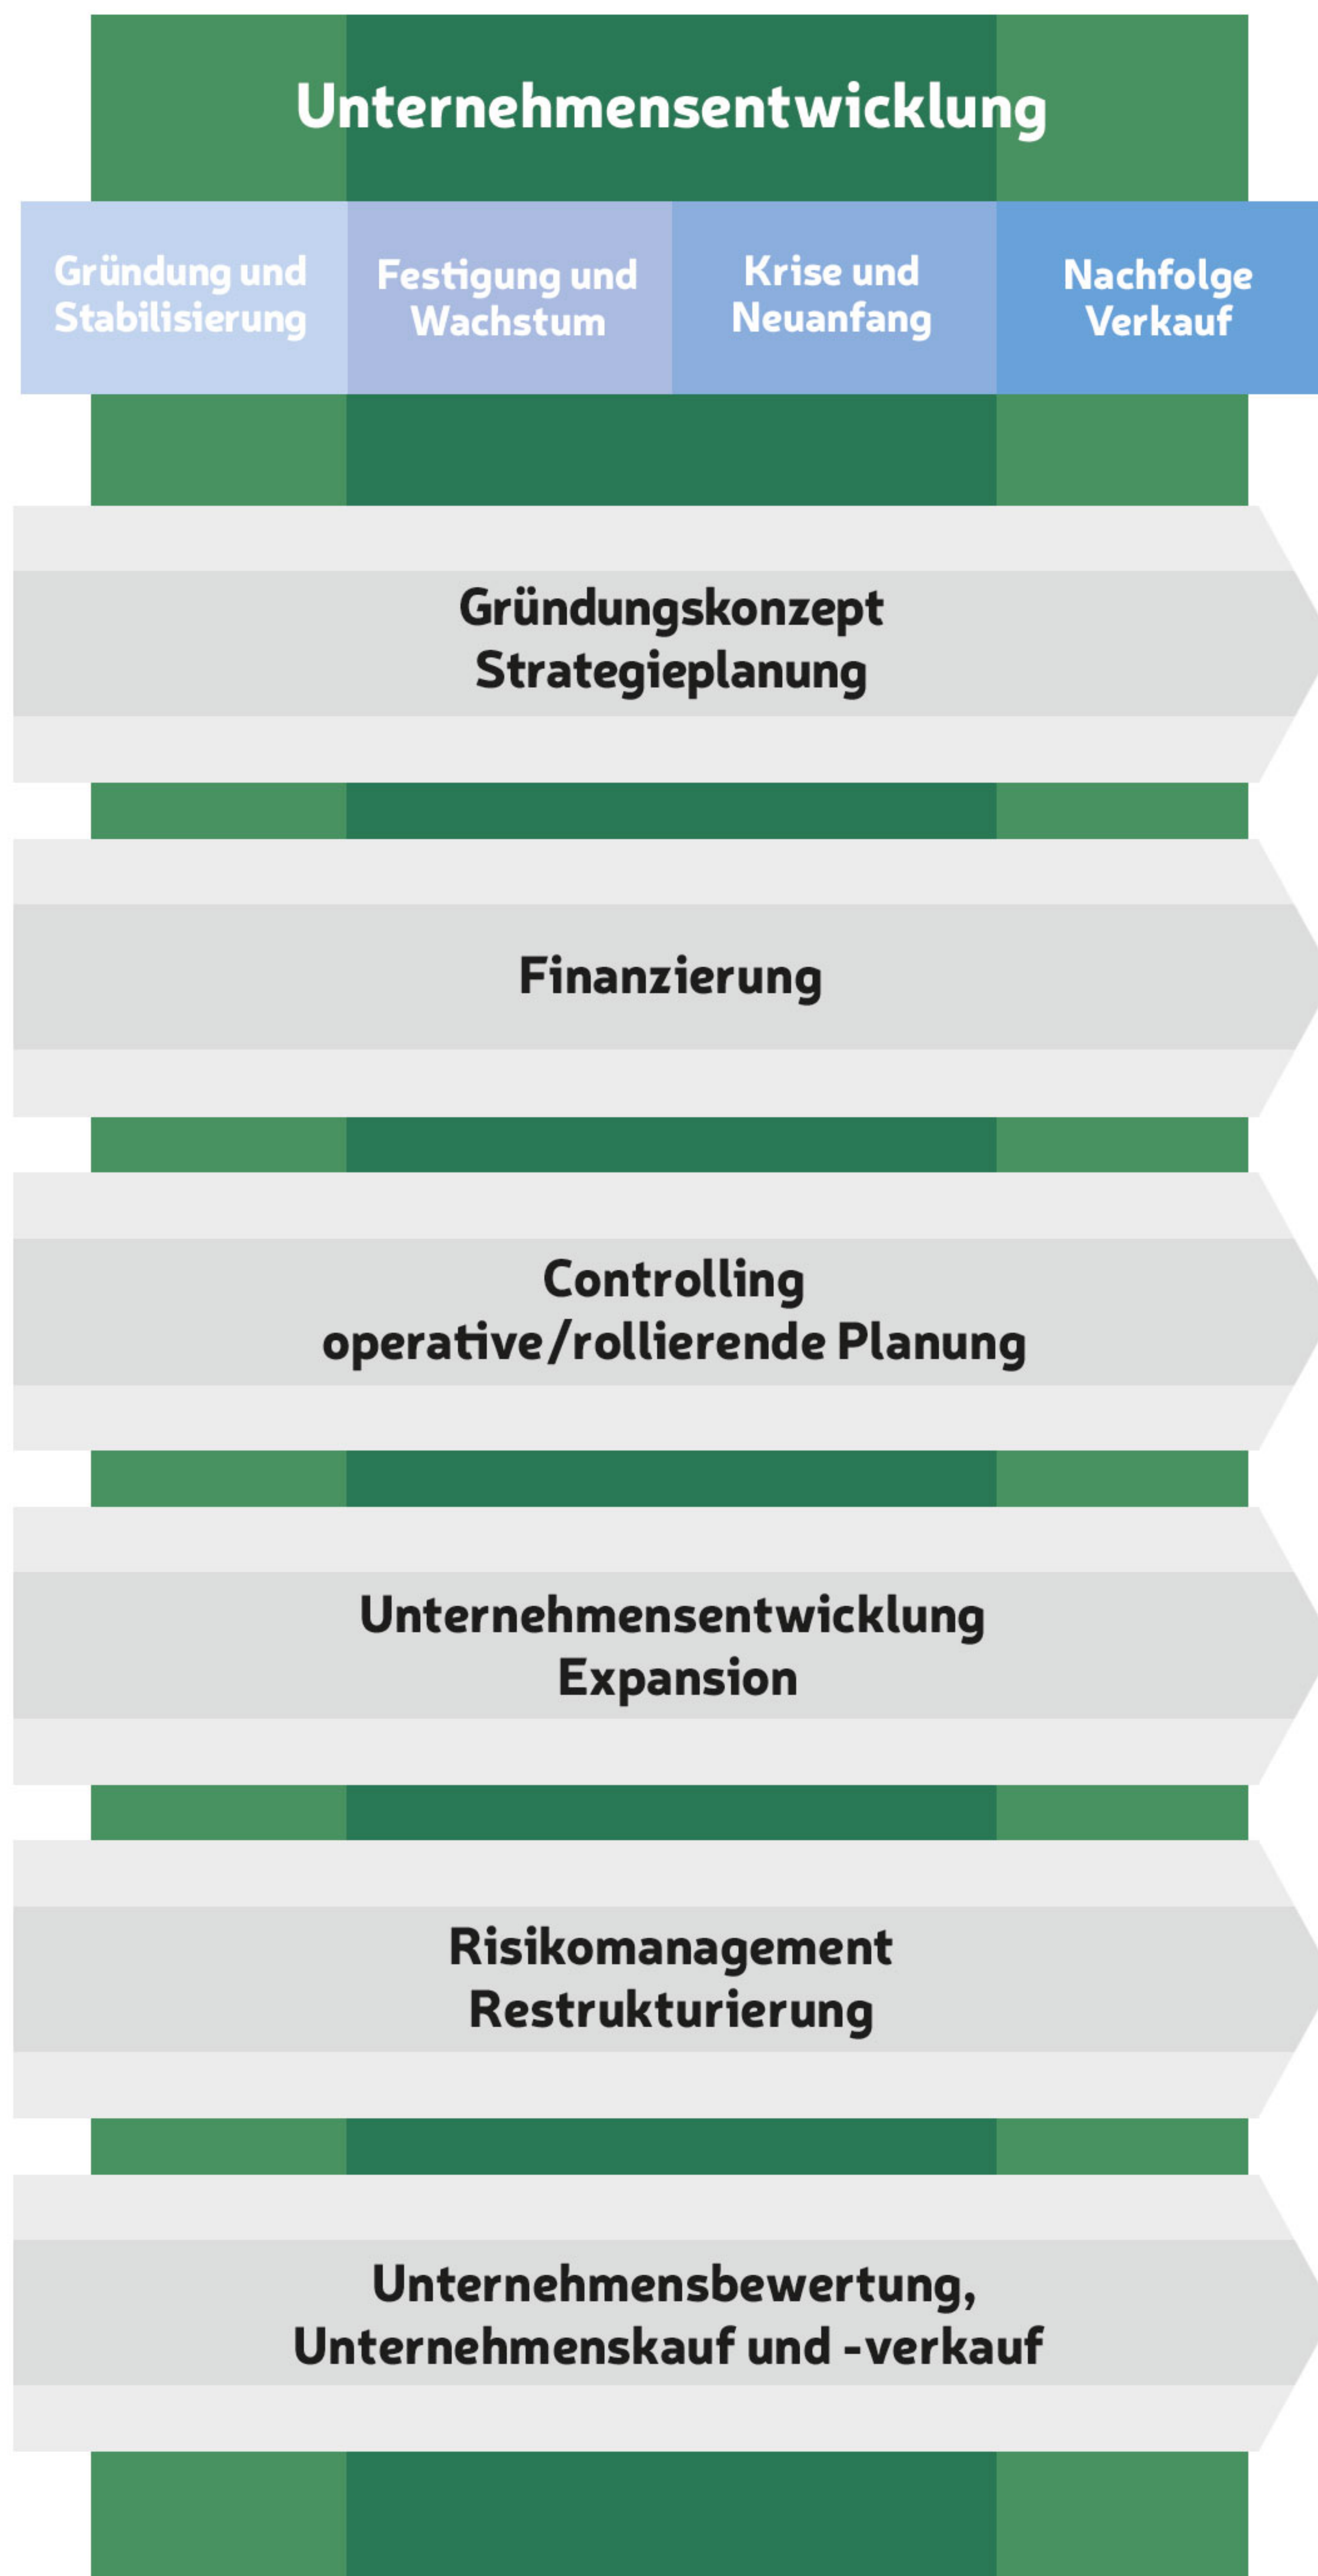 Unternehmensentwicklung
Gründung und
Stabilisierung
Festigung und
Wachstum
Krise und
Neuanfang
Nachfolge
Verkauf
Gründungskonzept
Strategieplanung
Finanzierung
Controlling
operative/rollierende Planung
Unternehmensentwicklung
Expansion
Risikomanagement
Restrukturierung
Unternehmensbewertung,
Unternehmenskauf und -verkauf